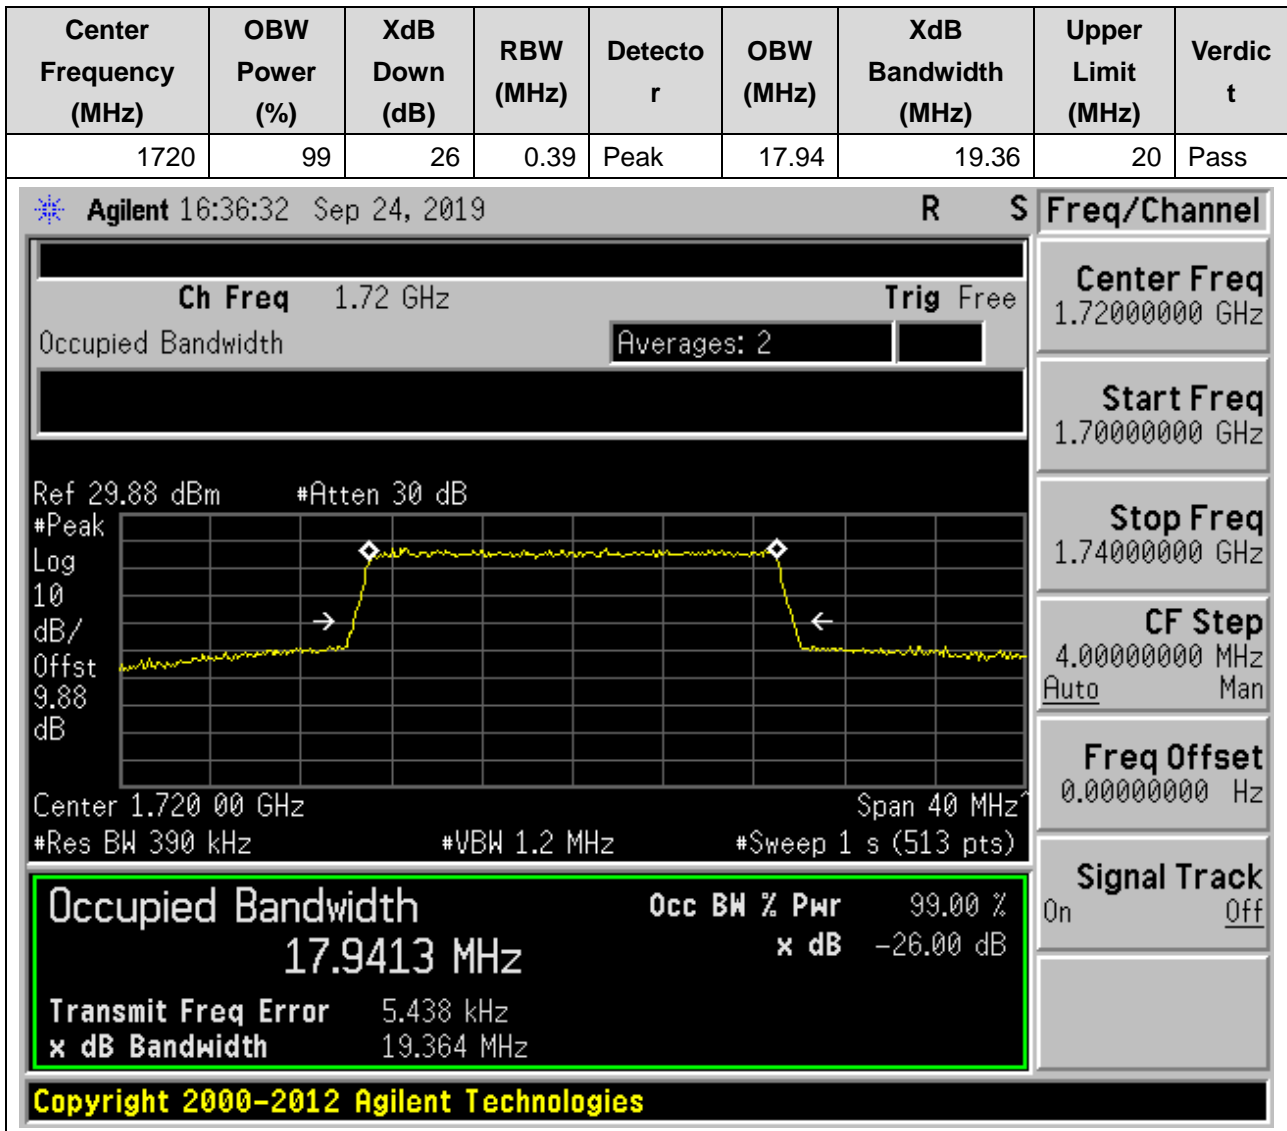 Center Frequency (MHz) OBW Power (%) XdB Down (dB) RBW (MHz) Detecto r OBW (MHz) XdB Bandwidth (MHz) Upper Limit (MHz) Verdic t
1720 99 26 0.39 Peak 17.94 19.36 20 Pass
Agilent 16:36:32 Sep 24, 2019 R S Freq/Channel
Ch Freq 1.72 GHz Trig Free
Occupied Bandwidth Averages: 2
Center Freq
1.72000000 GHz
Start Freq
1.70000000 GHz
Stop Freq
1.74000000 GHz
CF Step
4.00000000 MHz
Auto Man
Freq Offset
0.00000000 Hz
Signal Track
On Off
Ref 29.88 dBm #Atten 30 dB
#Peak
Log
10
dB/
Offst
9.88
dB
Center 1.720 00 GHz Span 40 MHz^
#Res BW 390 kHz #VBW 1.2 MHz #Sweep 1 s (513 pts)
Occupied Bandwidth Occ BW % Pwr 99.00 %
17.9413 MHz x dB -26.00 dB
Transmit Freq Error 5.438 kHz
x dB Bandwidth 19.364 MHz
Copyright 2000-2012 Agilent Technologies